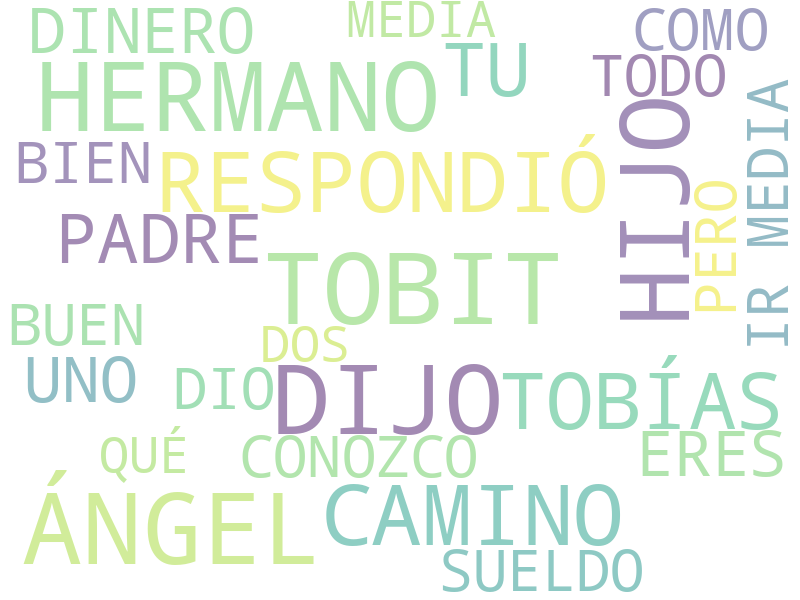 DINERO
MEDIA
COMO
HERMANO
TU
TODO
BIEN
RESPONDIÓ
HIJO
PERO
IR MEDIA
PADRE
TOBIT
BUEN
DOS
UNO
DIO
DIJO
TOBÍAS
QUÉ
CONOZCO
ERES
ÁNGEL
CAMINO
SUELDO